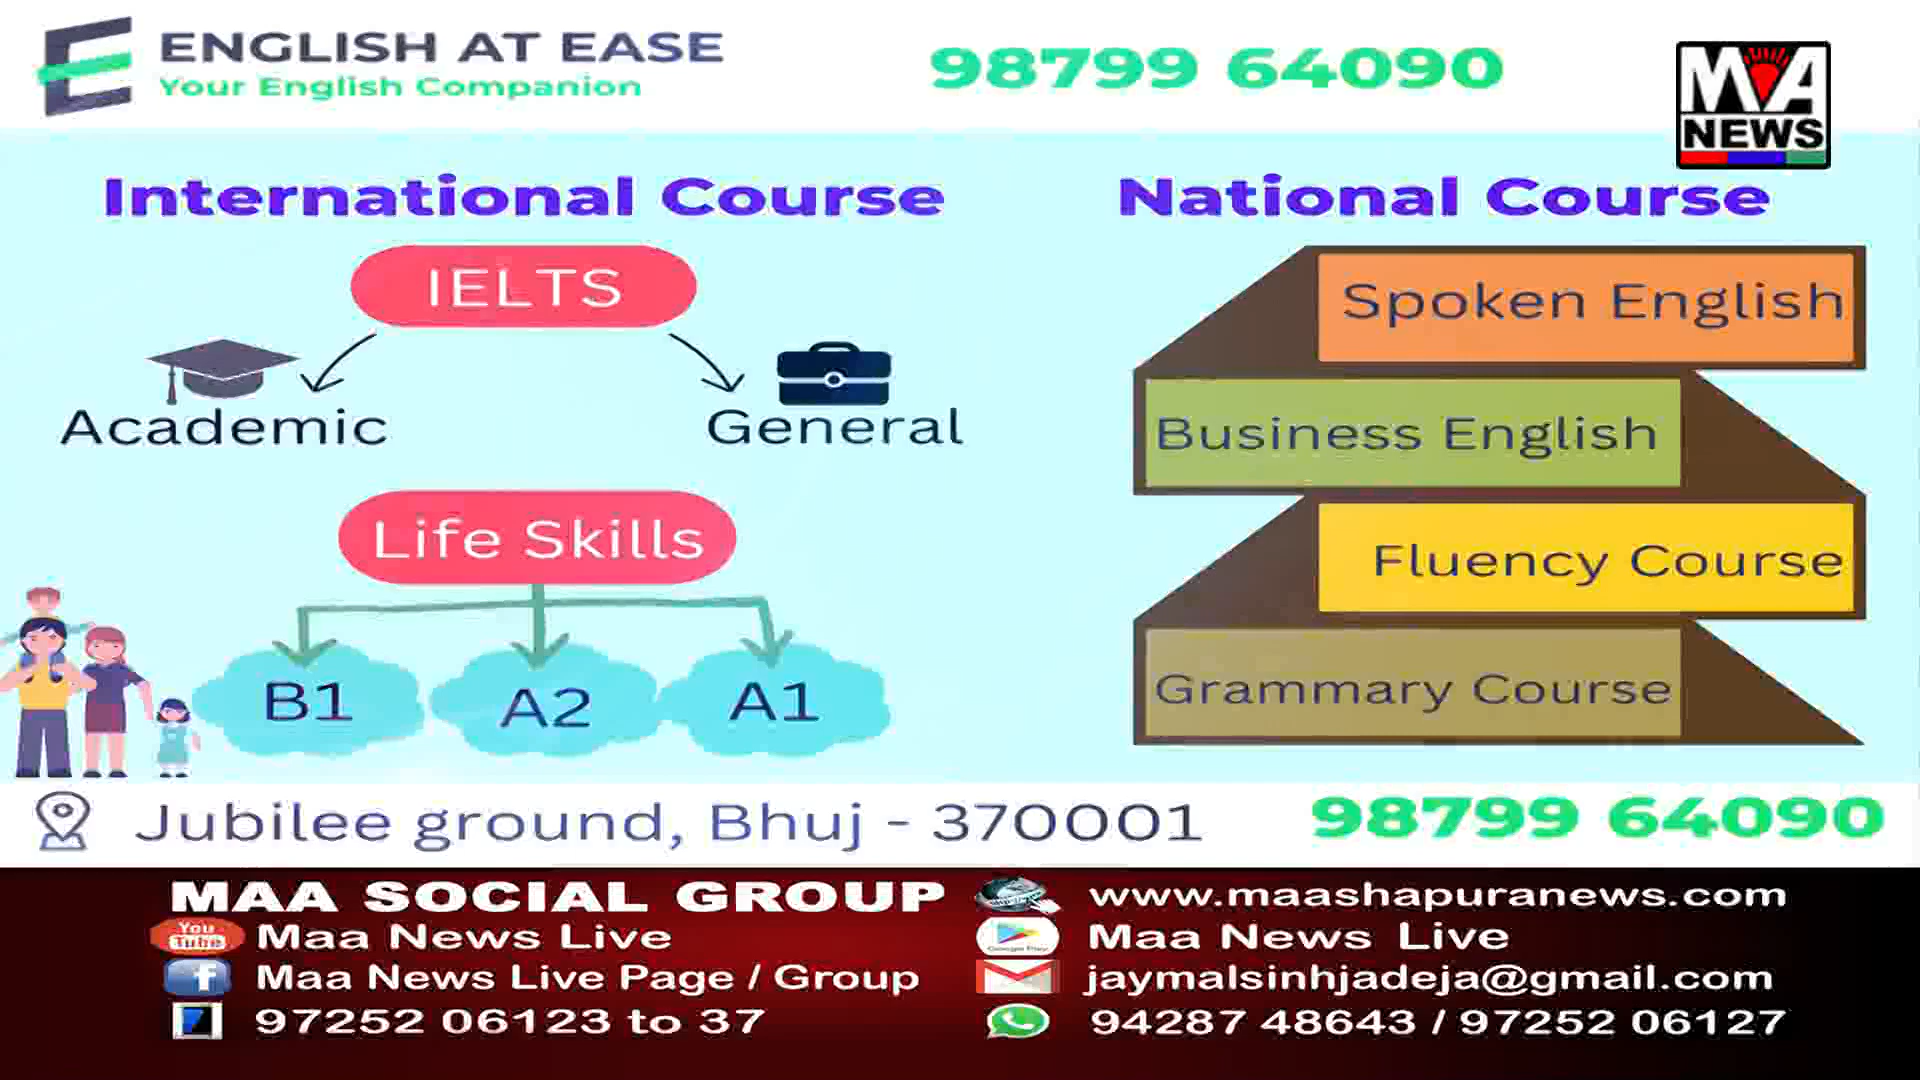 ENGLISH AT EASE
Your English Companion
98799 64090
MAA
NEWS
International Course
National Course
IELTS
Academic
General
Life Skills
B1
A2
A1
Spoken English
Business English
Fluency Course
Grammary Course
Jubilee ground, Bhuj - 370001
98799 64090
MAA SOCIAL GROUP
You
Tube
Maa News Live
Maa News Live Page / Group
97252 06123 to 37
www.maashapuranews.com
Google Play
Maa News Live
jaymalsinhjadeja@gmail.com
94287 48643 / 97252 06127